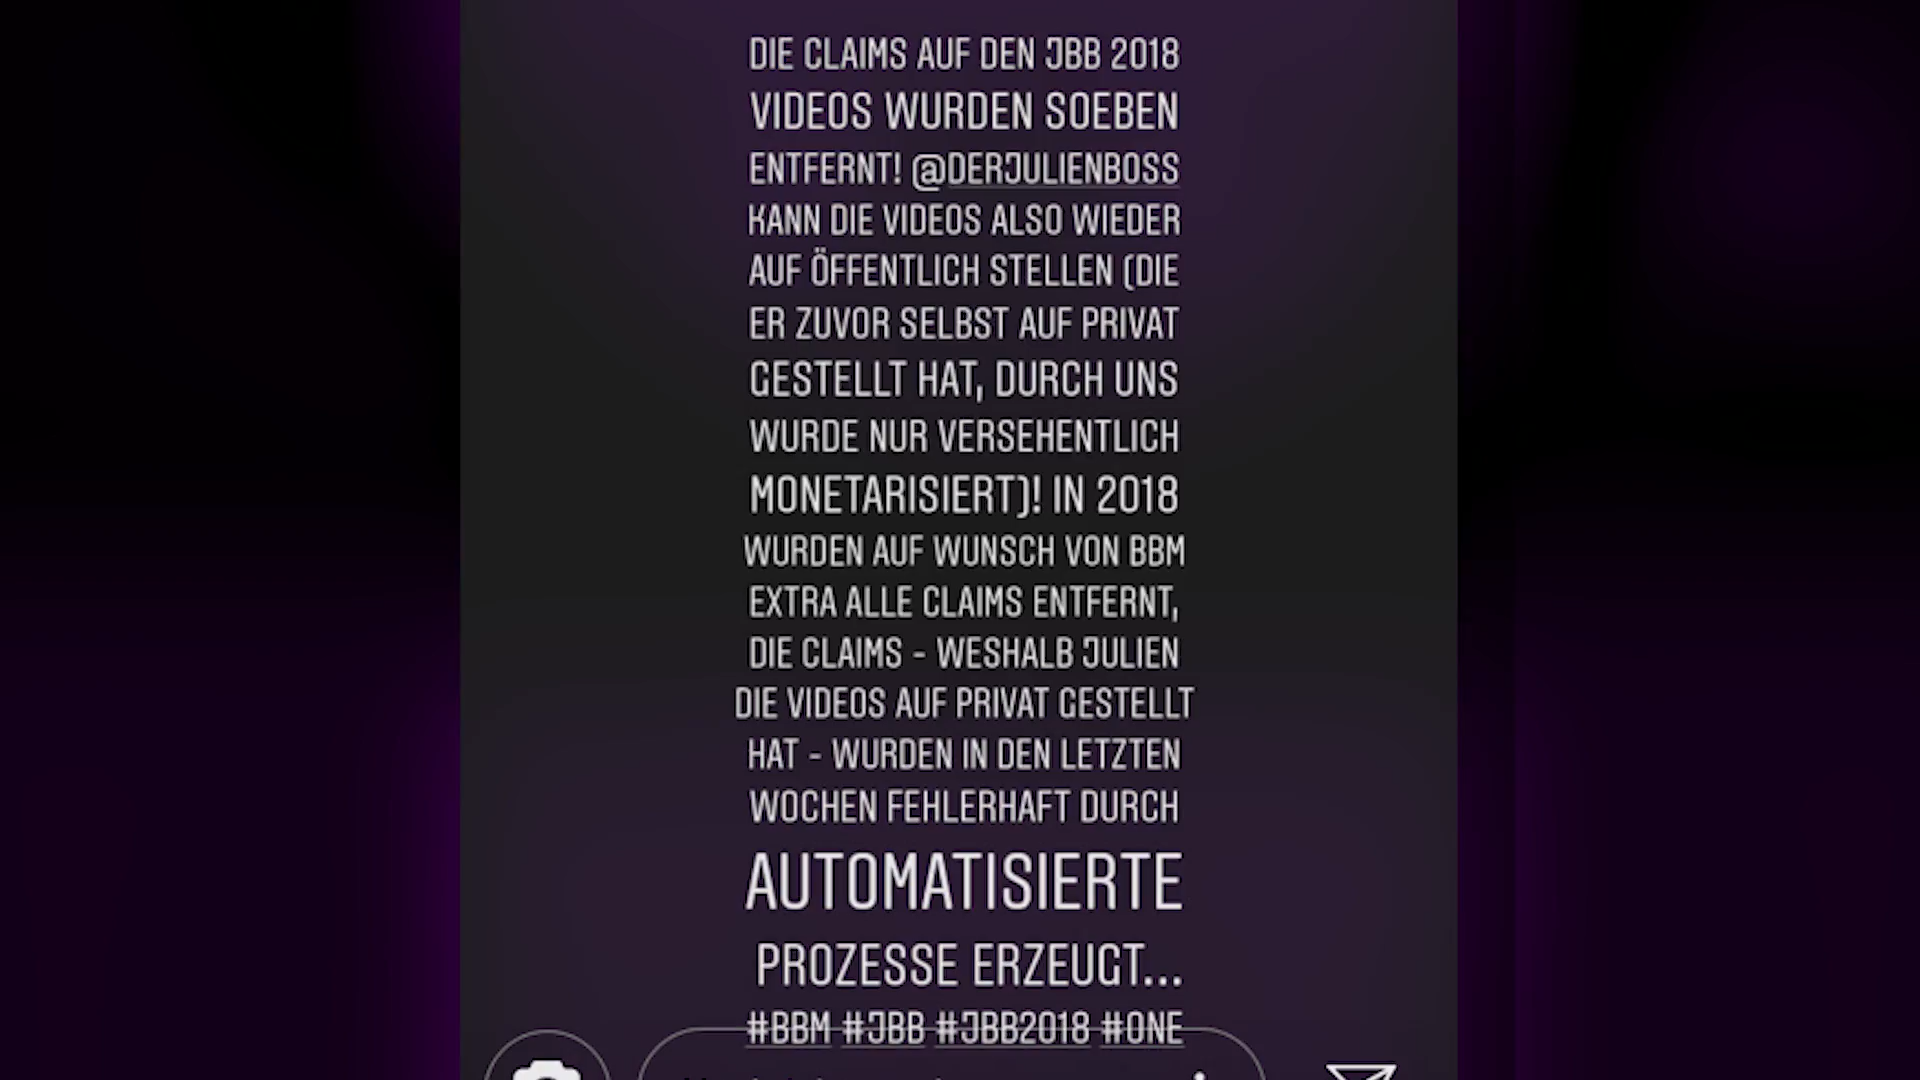 DIE CLAIMS AUF DEN JBB 2018
VIDEOS WURDEN SOEBEN
ENTFERNT! @DERJULIENBOSS
KANN DIE VIDEOS ALSO WIEDER
AUF ÖFFENTLICH STELLEN (DIE
ER ZUVOR SELBST AUF PRIVAT
GESTELLT HAT, DURCH UNS
WURDE NUR VERSEHENTLICH
MONETARISIERT)! IN 2018
WURDEN AUF WUNSCH VON BBM
EXTRA ALLE CLAIMS ENTFERNT,
DIE CLAIMS - WESHALB JULIEN
DIE VIDEOS AUF PRIVAT GESTELLT
HAT - WURDEN IN DEN LETZTEN
WOCHEN FEHLERHAFT DURCH
AUTOMATISIERTE
PROZESSE ERZEUGT...
#BBM #JBB #JBB2018 #ONE